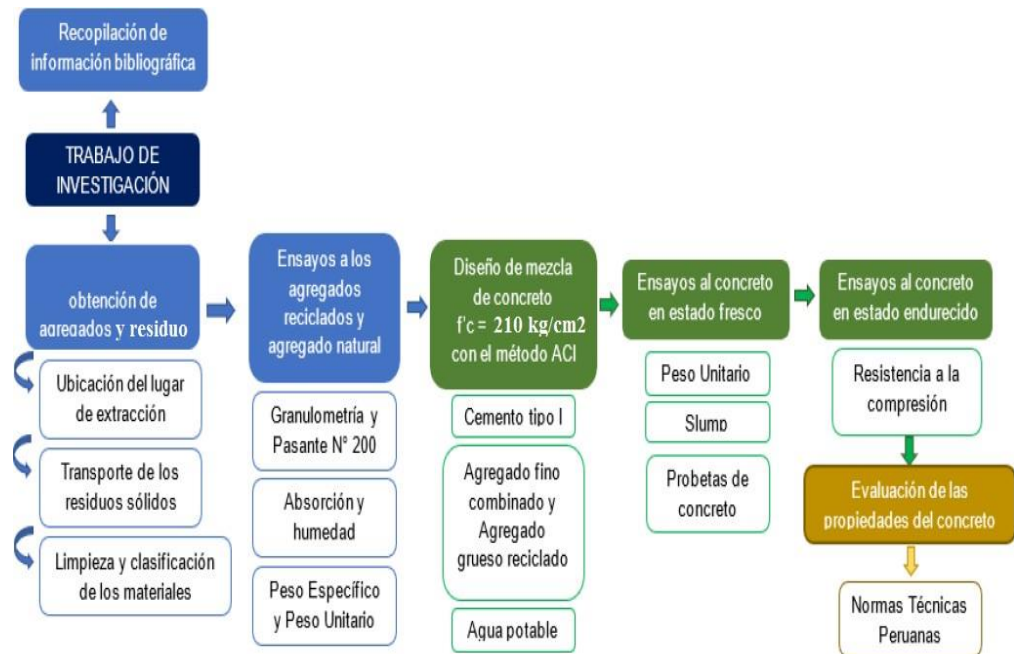 Recopilación de
información bibliográfica
TRABAJO DE
INVESTIGACIÓN
obtención de
agregados y residuo
Ubicación del lugar
de extracción
Transporte de los
residuos sólidos
Limpieza y clasificación
de los materiales
Ensayos a los
agregados
reciclados y
agregado natural
Granulometría y
Pasante N° 200
Absorción y
humedad
Peso Específico
y Peso Unitario
Diseño de mezcla
de concreto
f'c = 210 kg/cm2
con el método ACI
Cemento tipo I
Agregado fino
combinado y
Agregado
grueso reciclado
Agua potable
Ensayos al concreto
en estado fresco
Peso Unitario
Slump
Probetas de
concreto
Ensayos al concreto
en estado endurecido
Resistencia a la
compresión
Evaluación de las
propiedades del concreto
Normas Técnicas
Peruanas